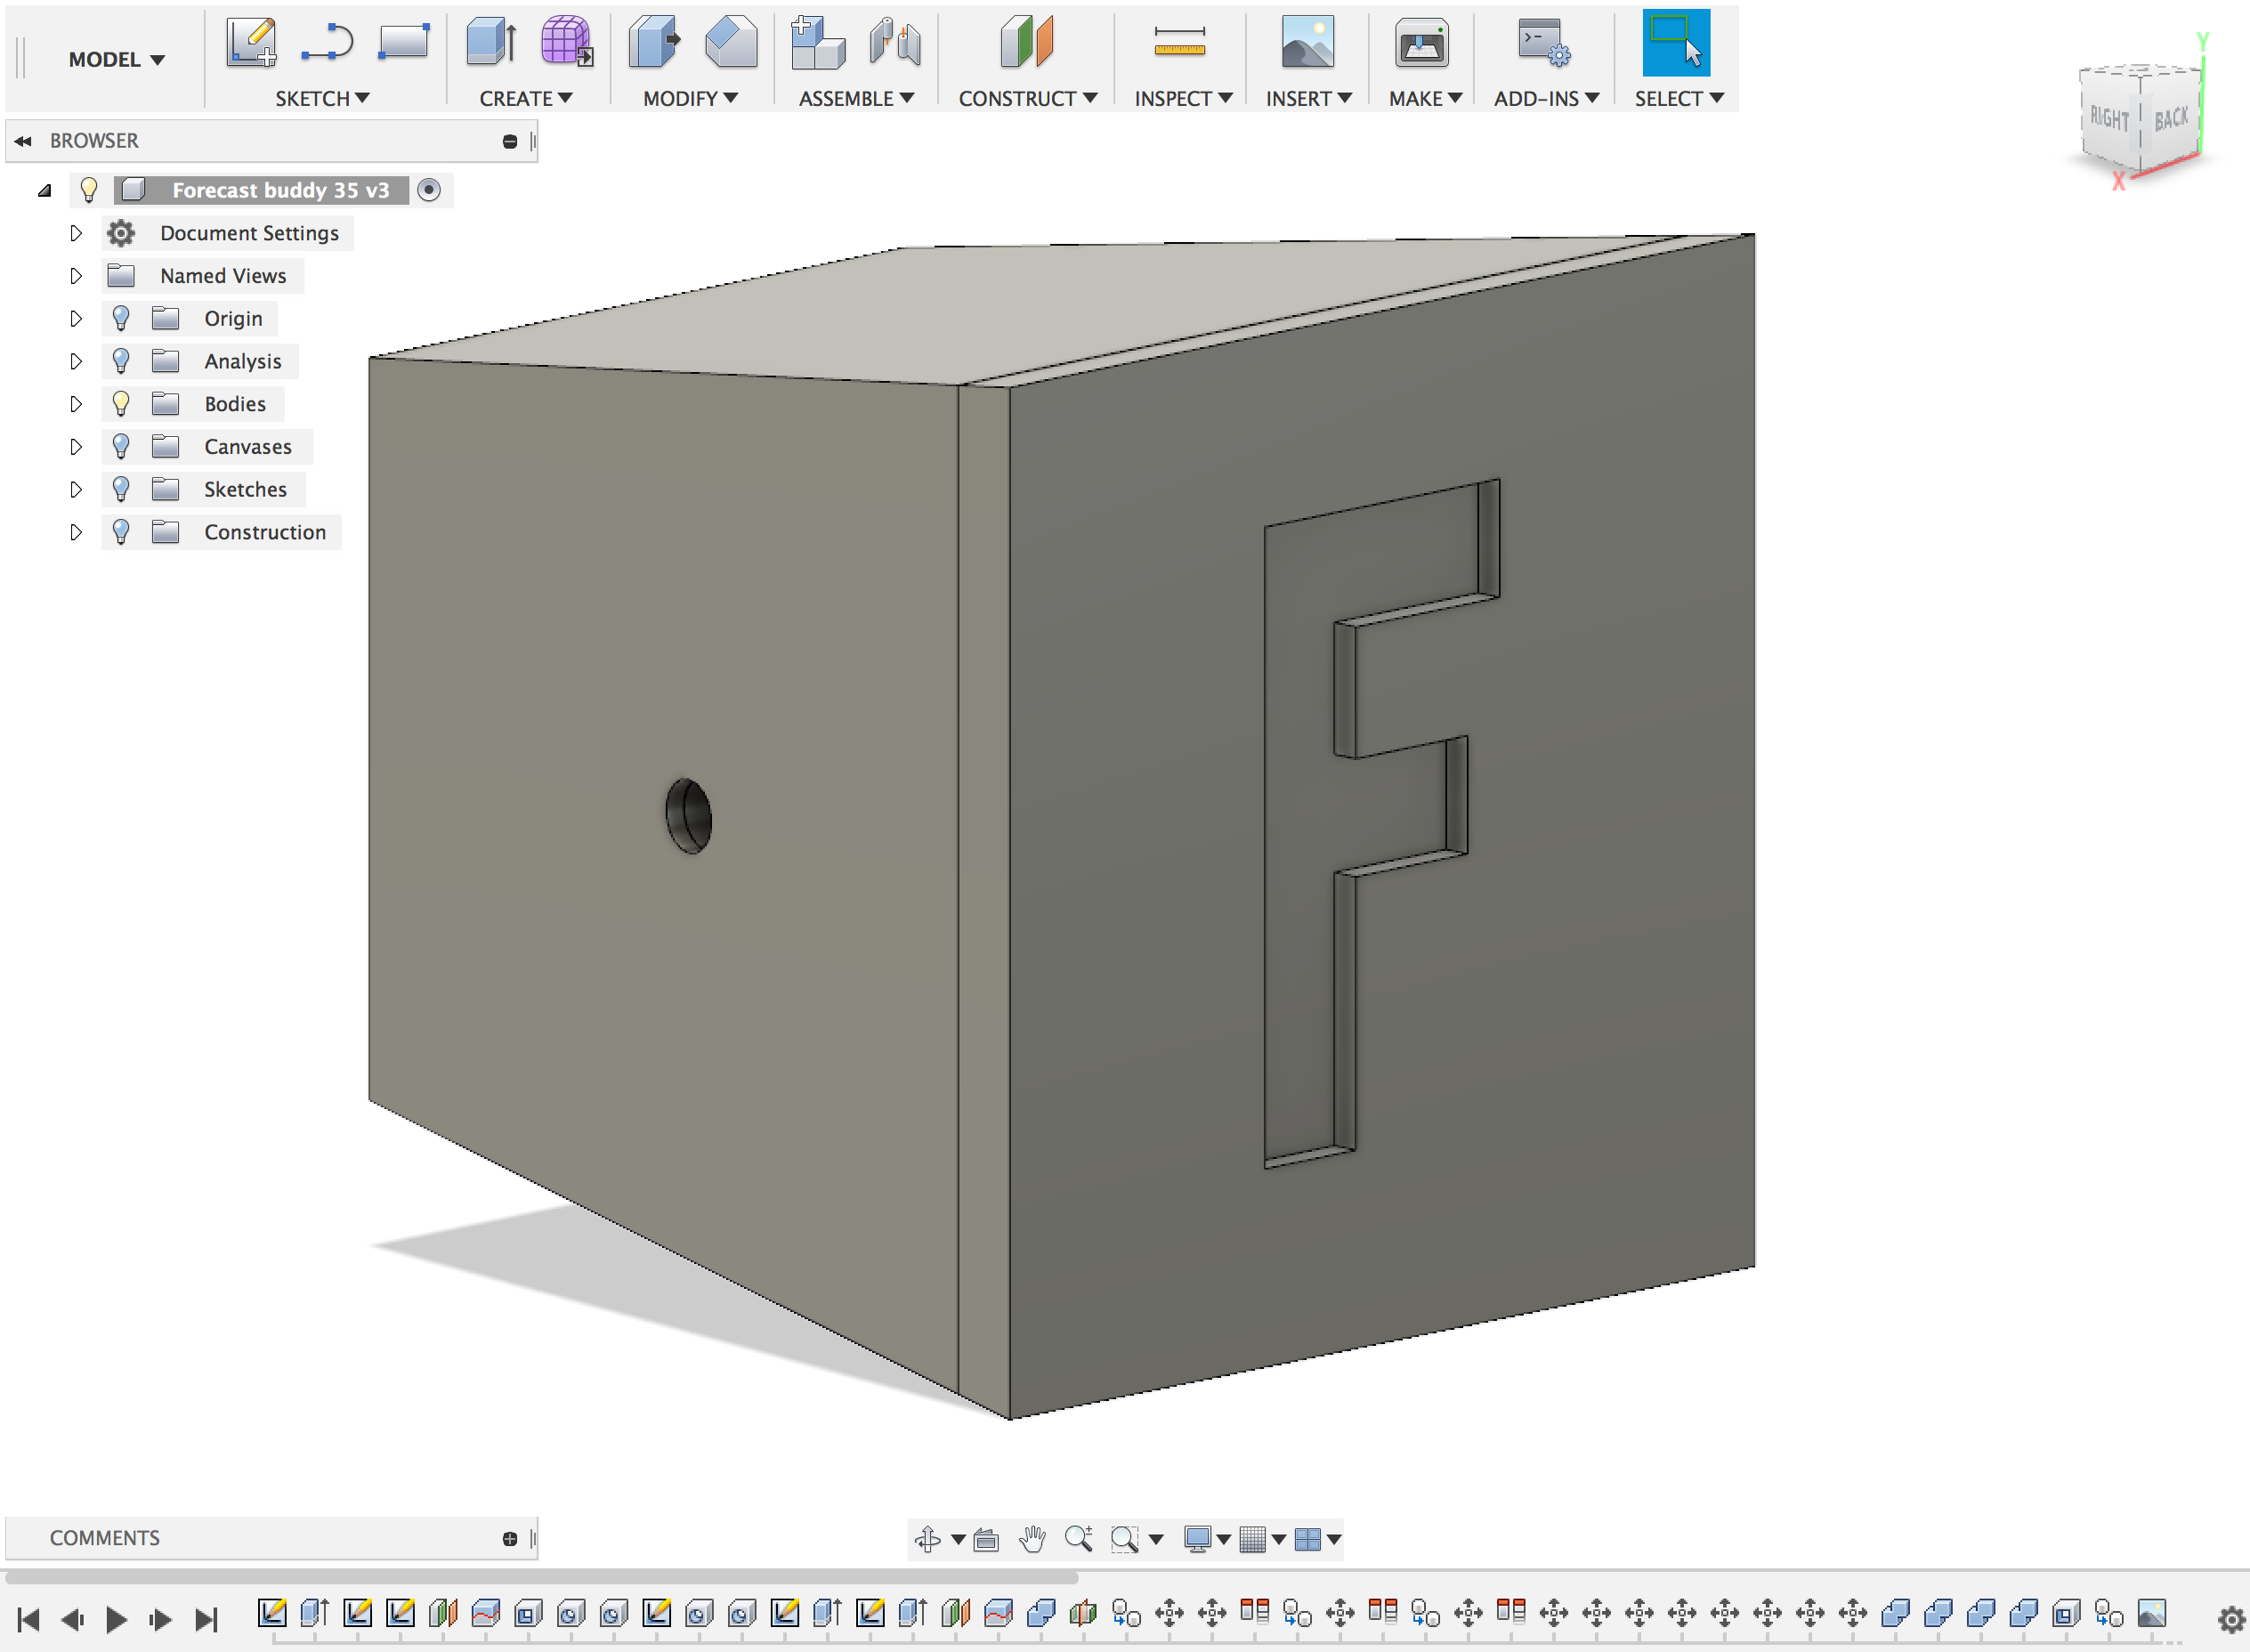 MODEL
SKETCH
CREATE
MODIFY
ASSEMBLE
CONSTRUCT
INSPECT
INSERT
MAKE
ADD-INS
SELECT
Y
RIGHT
BACK
X
BROWSER
Forecast buddy 35 v3
Document Settings
Named Views
Origin
Analysis
Bodies
Canvases
Sketches
Construction
F
COMMENTS